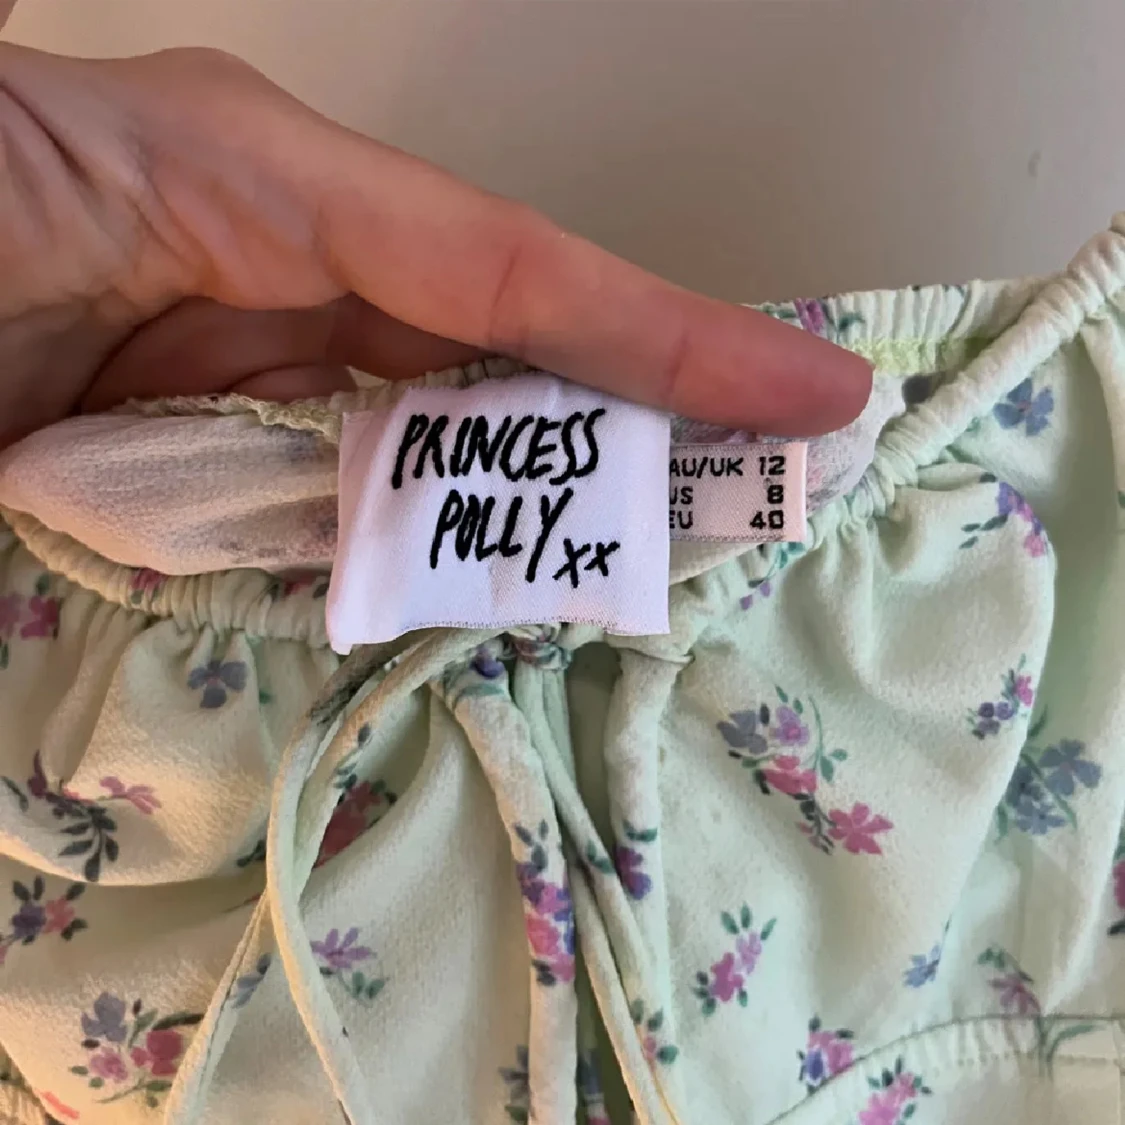 PRINCESS
POLLY xx
AU/UK 12
US 8
EU 40